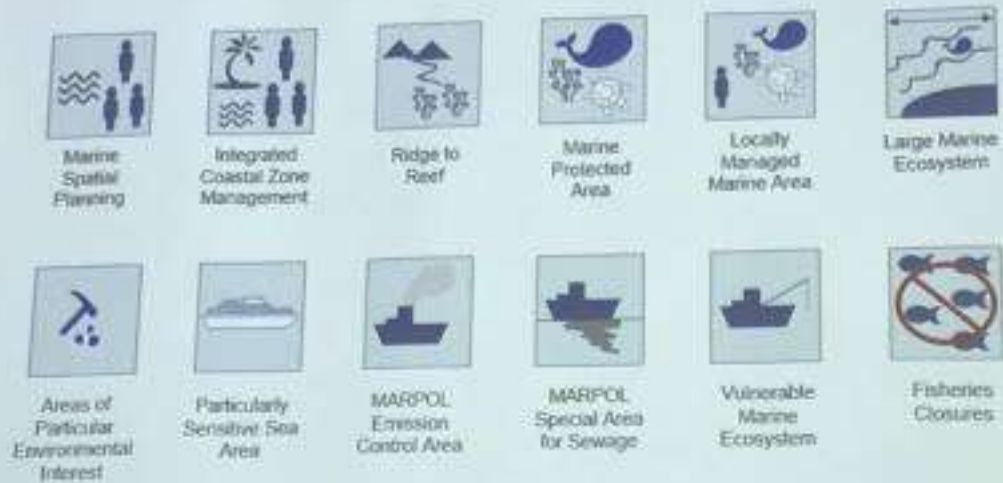 Marine
Spatial
Planning
Integrated
Coastal Zone
Management
Ridge to
Reef
Marine
Protected
Area
Locally
Managed
Marine Area
Large Marine
Ecosystem
Areas of
Particular
Environmental
Interest
Particularly
Sensitive Sea
Area
MARPOL
Emission
Control Area
MARPOL
Special Area
for Sewage
Vulnerable
Marine
Ecosystem
Fisheries
Closures